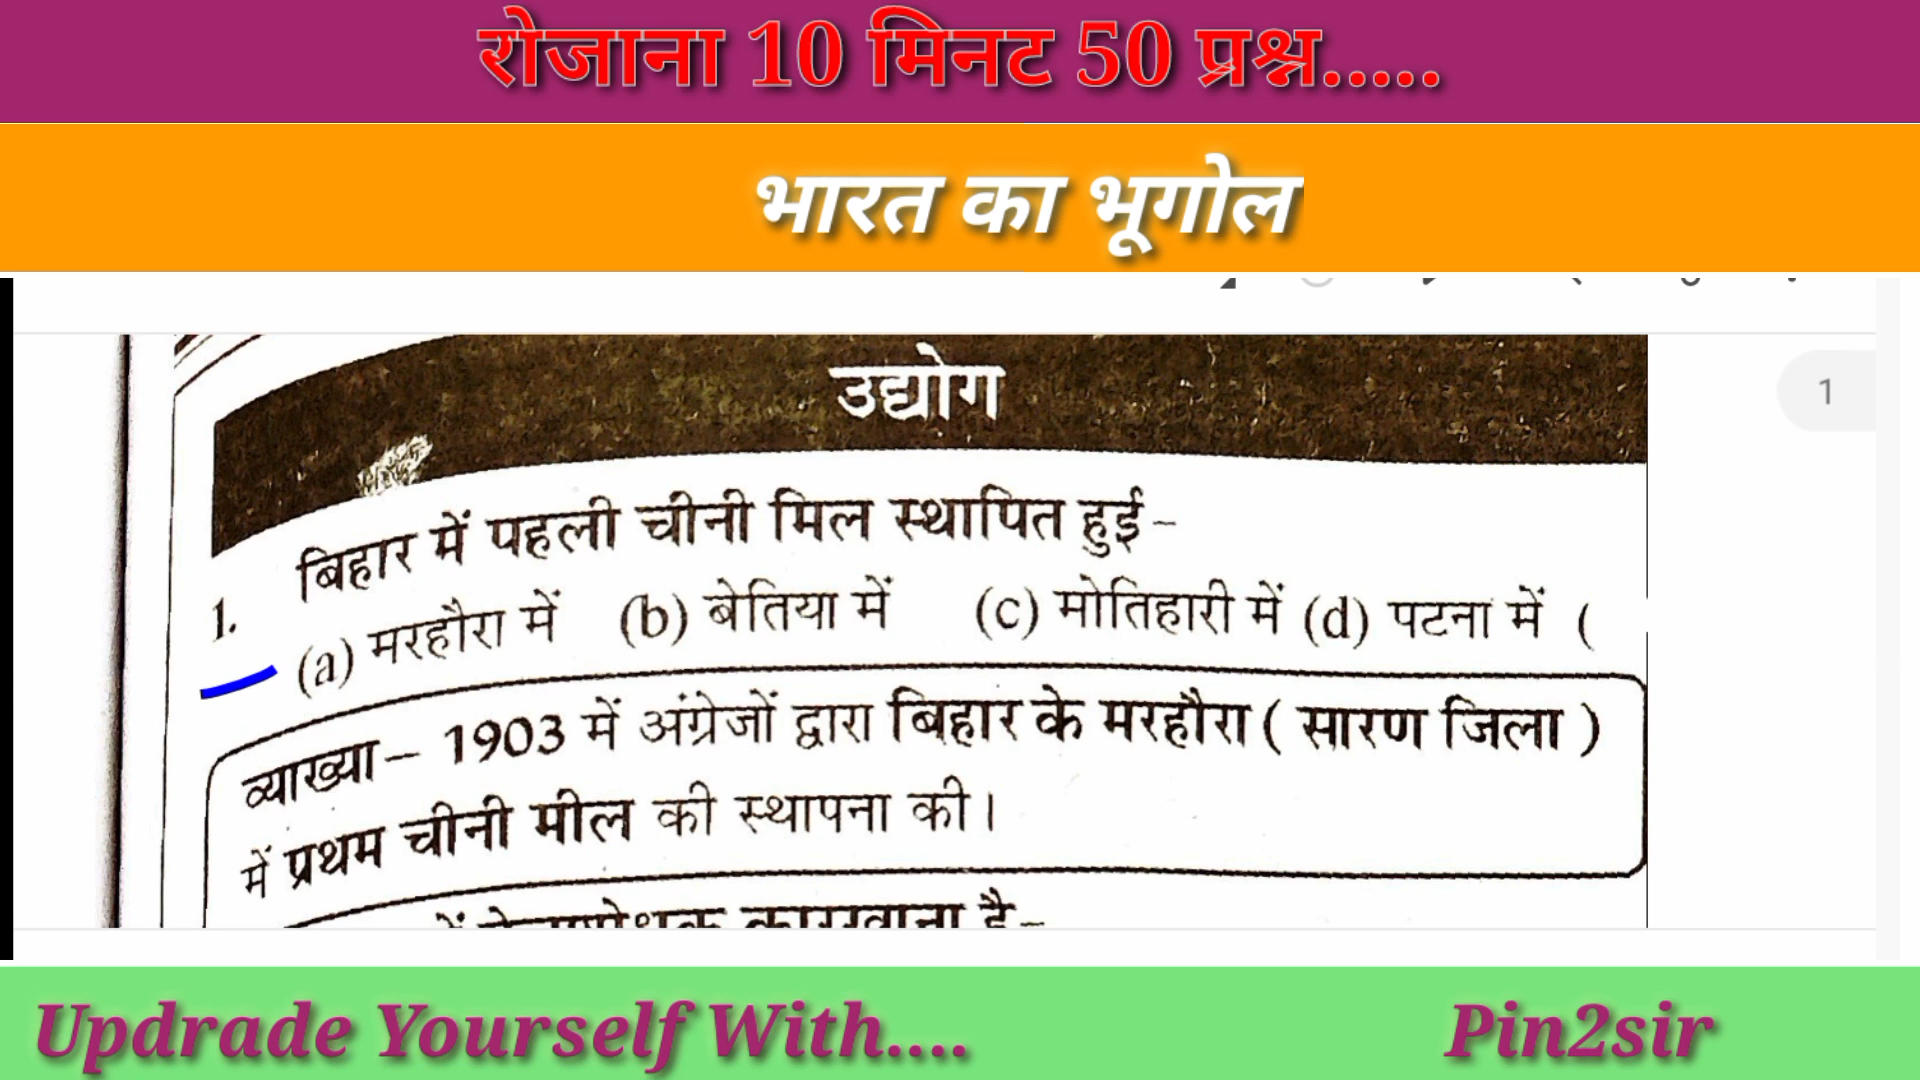 रोजाना 10 मिनट 50 प्रश्न.....
भारत का भूगोल
उद्योग
1
1. बिहार में पहली चीनी मिल स्थापित हुई-
(a) मरहौरा में (b) बेतिया में (c) मोतिहारी में (d) पटना में (
व्याख्या- 1903 में अंग्रेजों द्वारा बिहार के मरहौरा ( सारण जिला )
में प्रथम चीनी मील की स्थापना की।
कारखाना है-
Updrade Yourself With....
Pin2sir